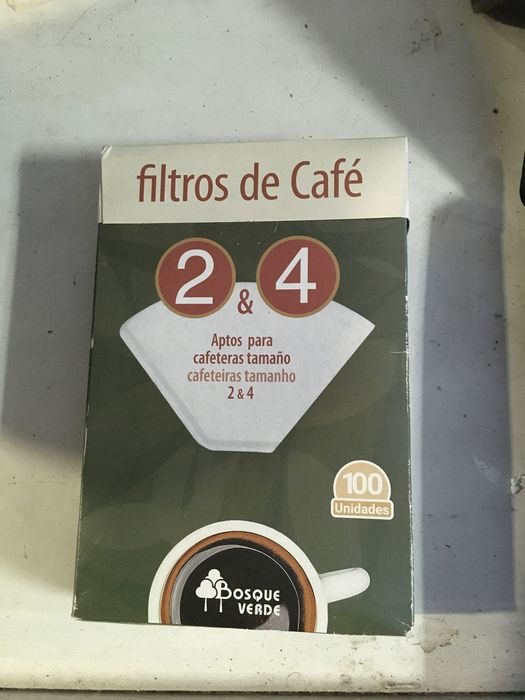 filtros de Café
2 & 4
Aptos para
cafeteras tamaño
cafeteiras tamanho
2 & 4
100
Unidades
BOSQUE
VERDE